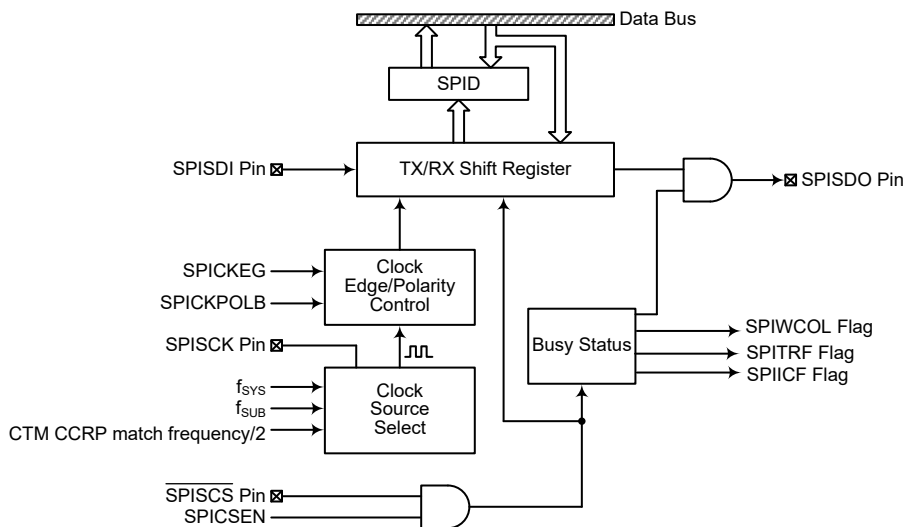 Data Bus
SPID
SPISDI Pin
TX/RX Shift Register
SPISDO Pin
SPICKEG
SPICKPOLB
Clock
Edge/Polarity
Control
SPISCK Pin
fSYS
fSUB
CTM CCRP match frequency/2
Clock
Source
Select
Busy Status
SPIWCOL Flag
SPITRF Flag
SPIICF Flag
SPISCS Pin
SPICSEN